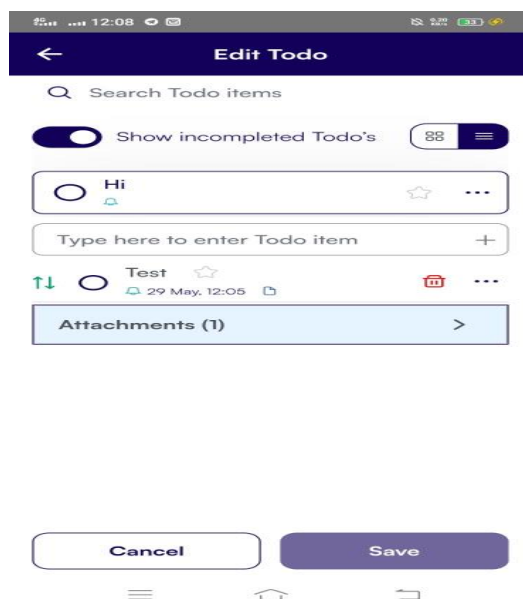 12:08
33
Edit Todo
Search Todo items
Show incompleted Todo's
Hi
Type here to enter Todo item
Test
29 May, 12:05
Attachments (1)
Cancel
Save